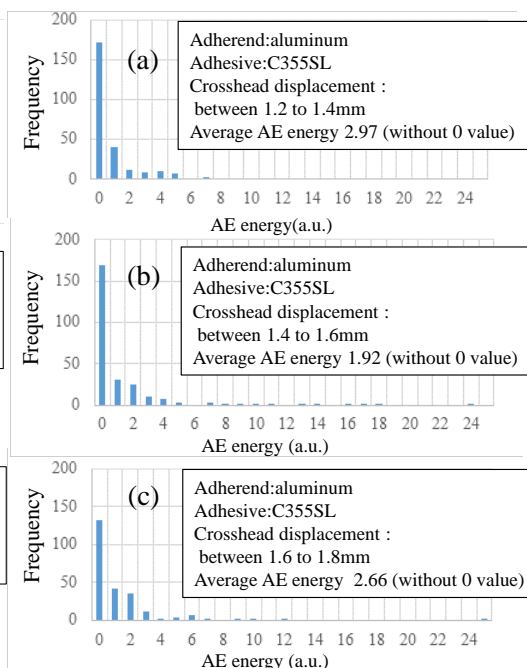 200
150
100
50
0
Frequency
(a)
Adherend:aluminum
Adhesive:C355SL
Crosshead displacement :
between 1.2 to 1.4mm
Average AE energy 2.97 (without 0 value)
0 2 4 6 8 10 12 14 16 18 20 22 24
AE energy(a.u.)
200
150
100
50
0
Frequency
(b)
Adherend:aluminum
Adhesive:C355SL
Crosshead displacement :
between 1.4 to 1.6mm
Average AE energy 1.92 (without 0 value)
0 2 4 6 8 10 12 14 16 18 20 22 24
AE energy (a.u.)
200
150
100
50
0
Frequency
(c)
Adherend:aluminum
Adhesive:C355SL
Crosshead displacement :
between 1.6 to 1.8mm
Average AE energy 2.66 (without 0 value)
0 2 4 6 8 10 12 14 16 18 20 22 24
AE energy (a.u.)